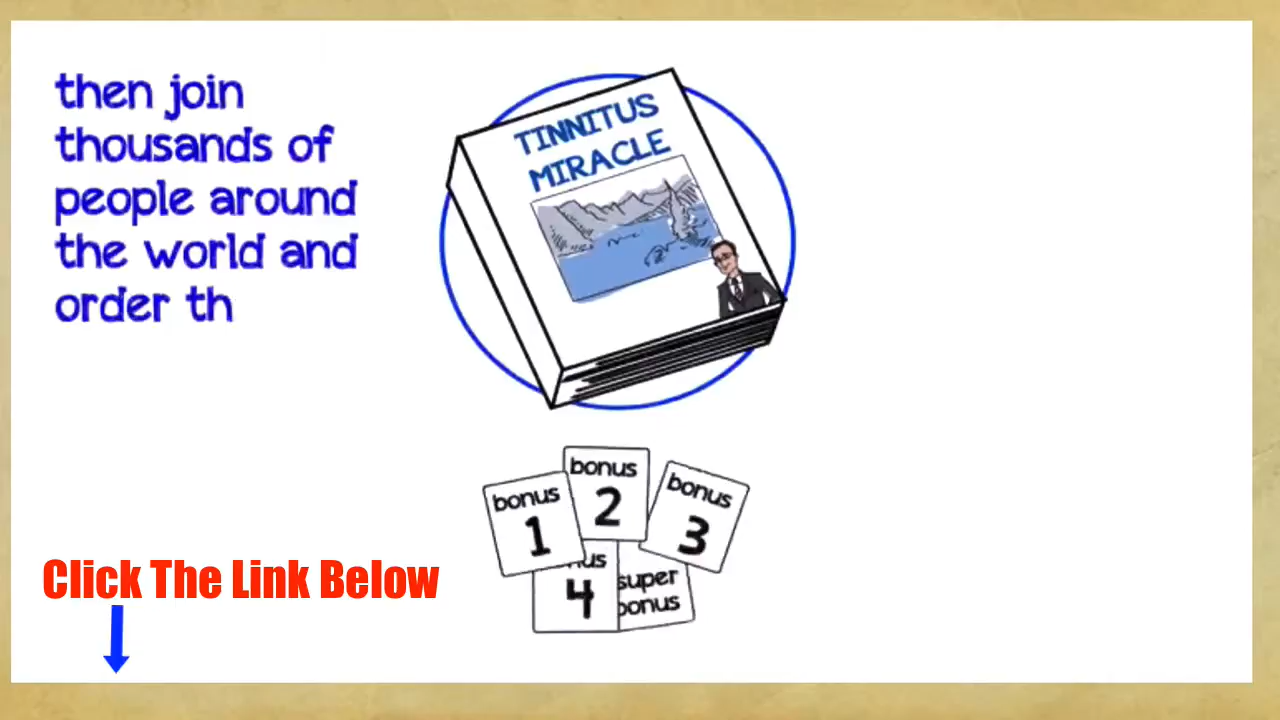 then join
thousands of
people around
the world and
order th
TINNITUS
MIRACLE
bonus
1
bonus
2
bonus
3
nus
4
super
bonus
Click The Link Below